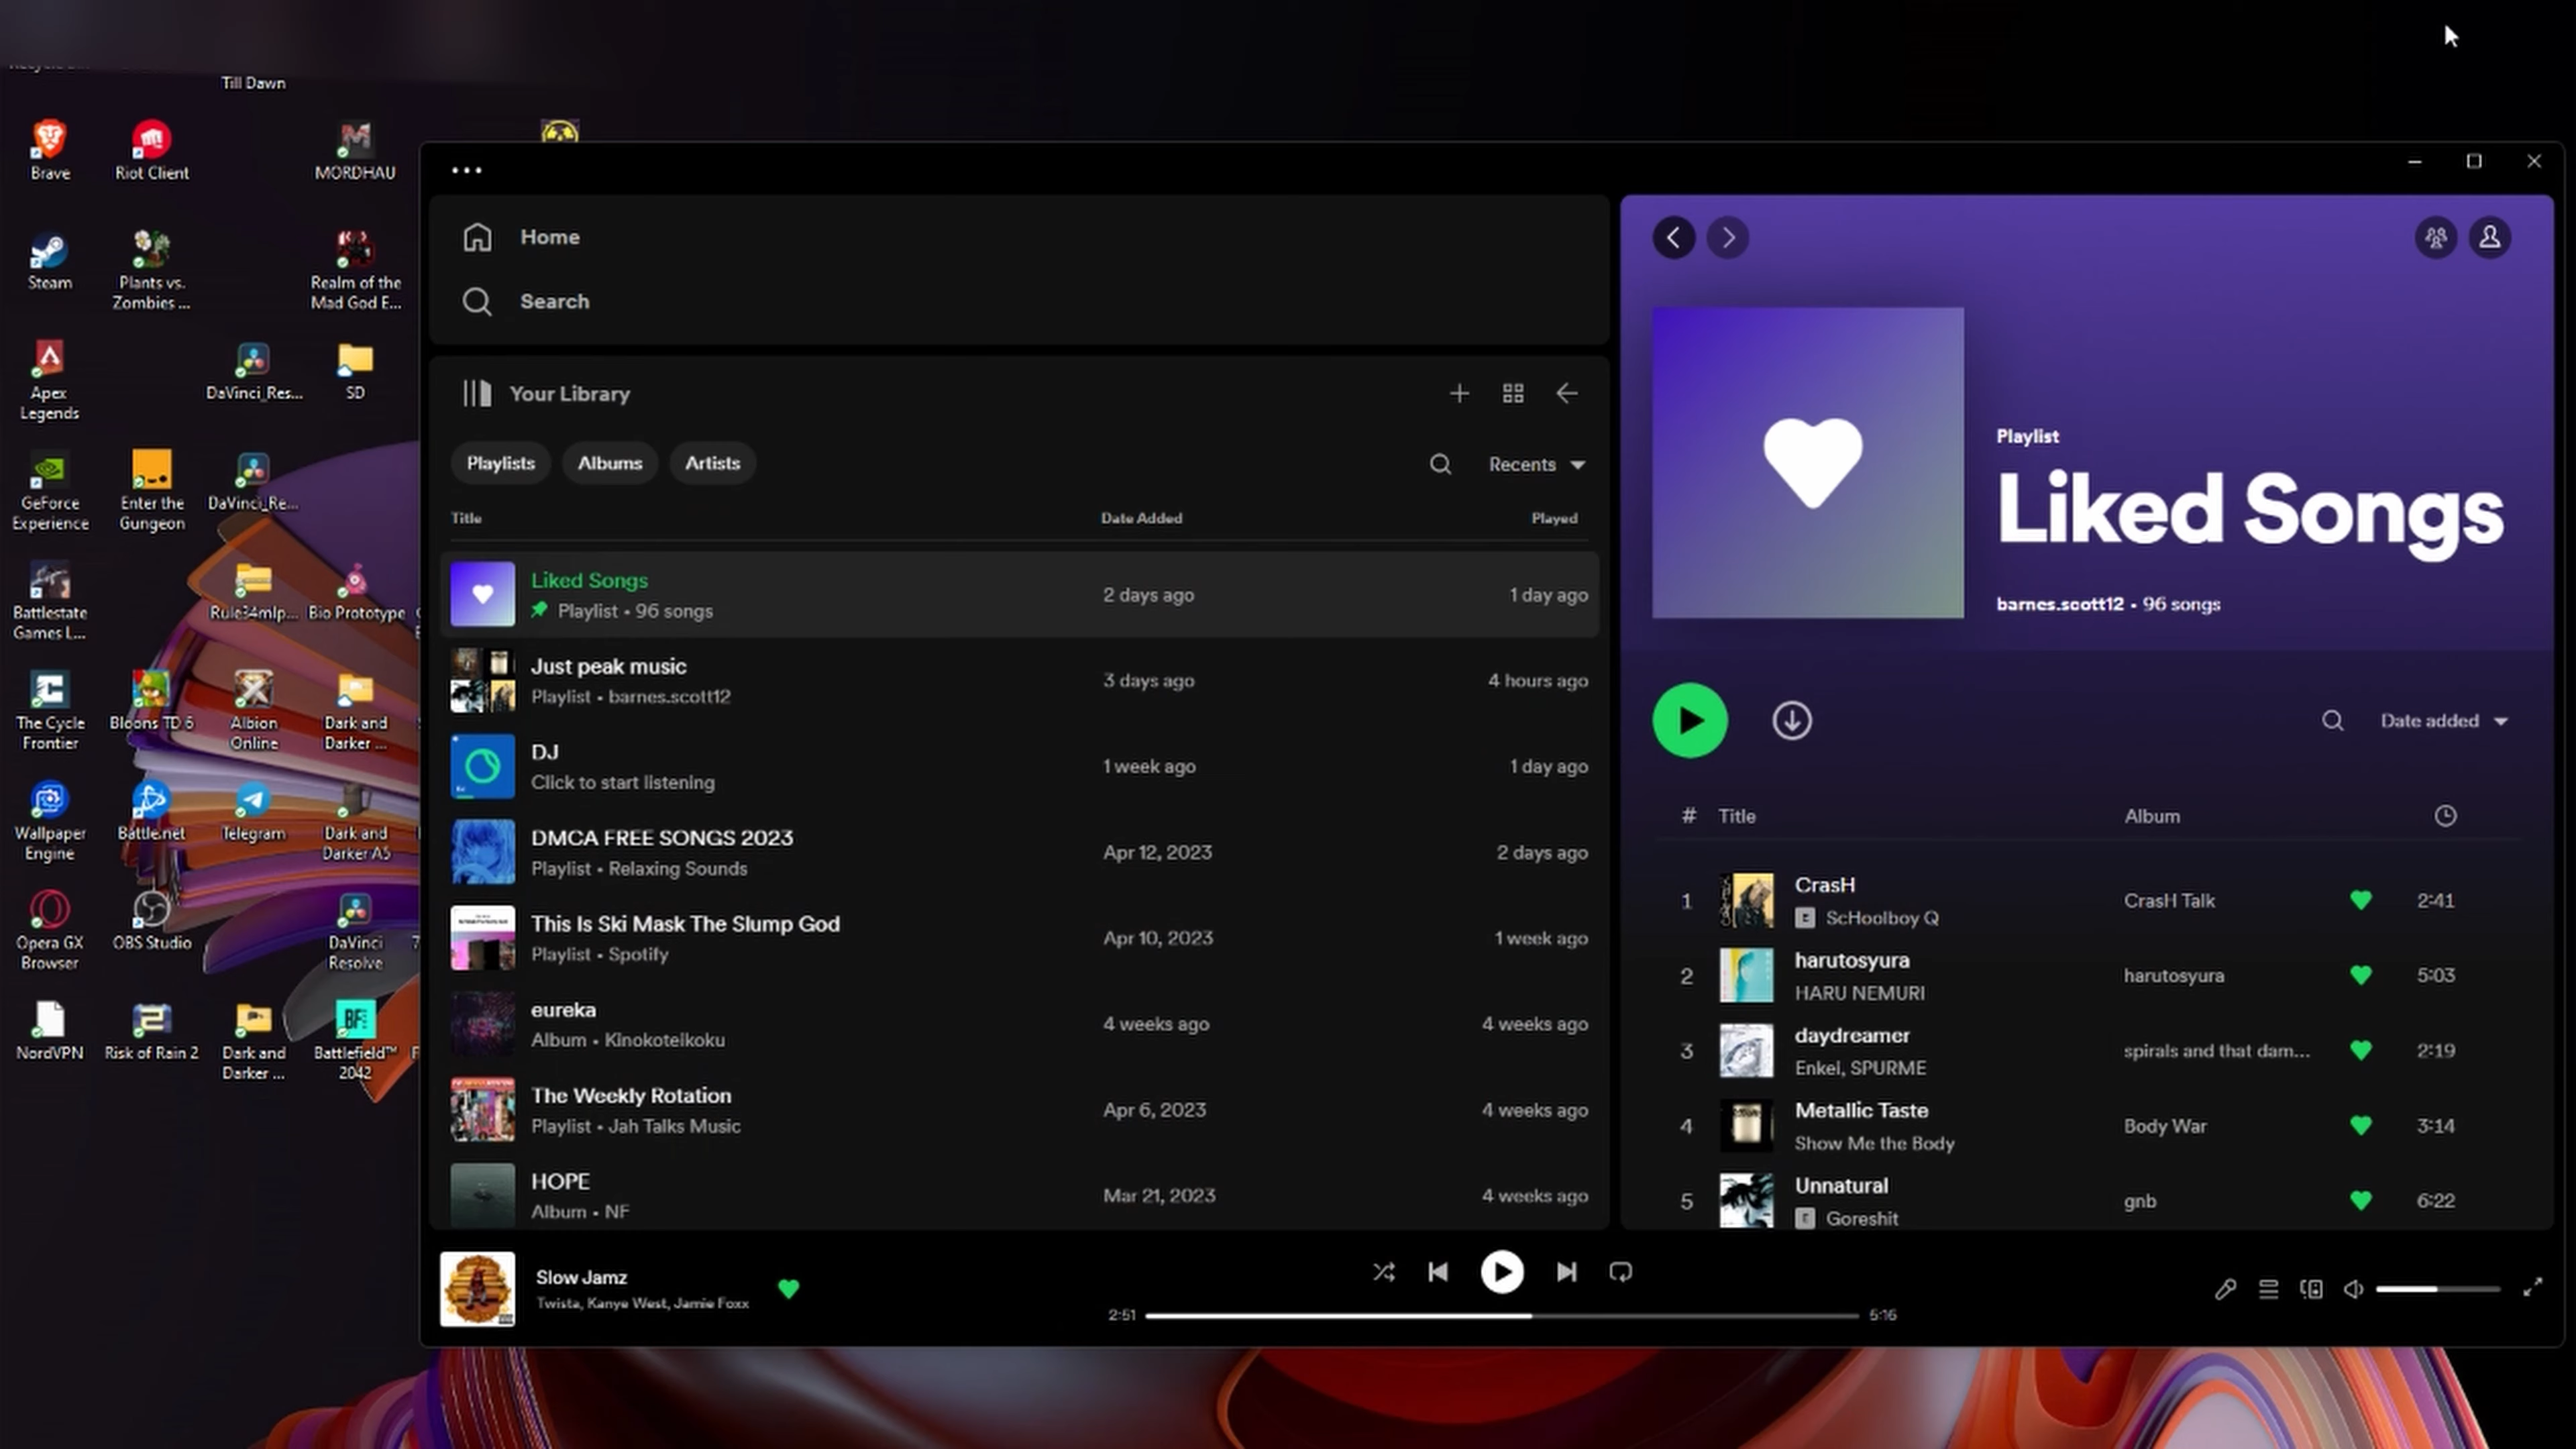 Till Dawn
Brave
Riot Client
MORDHAU
Steam
Plants vs.
Zombies ...
Realm of the
Mad God E...
Apex
Legends
DaVinci_Res...
SD
GeForce
Experience
Enter the
Gungeon
DaVinci_Re...
Battlestate
Games L...
Rule34mlp...
Bio Prototype
The Cycle
Frontier
Bloons TD 6
Albion
Online
Dark and
Darker ...
Wallpaper
Engine
Battle.net
Telegram
Dark and
Darker A5
Opera GX
Browser
OBS Studio
DaVinci
Resolve
NordVPN
Risk of Rain 2
Dark and
Darker ...
Battlefield™
2042
Home
Search
Your Library
Playlists
Albums
Artists
Recents
Title
Date Added
Played
Liked Songs
Playlist • 96 songs
2 days ago
1 day ago
Just peak music
Playlist • barnes.scott12
3 days ago
4 hours ago
DJ
Click to start listening
1 week ago
1 day ago
DMCA FREE SONGS 2023
Playlist • Relaxing Sounds
Apr 12, 2023
2 days ago
This Is Ski Mask The Slump God
Playlist • Spotify
Apr 10, 2023
1 week ago
eureka
Album • Kinokoteikoku
4 weeks ago
4 weeks ago
The Weekly Rotation
Playlist • Jah Talks Music
Apr 6, 2023
4 weeks ago
HOPE
Album • NF
Mar 21, 2023
4 weeks ago
Playlist
Liked Songs
barnes.scott12 • 96 songs
Date added
# Title
Album
1
CrasH
E ScHoolboy Q
CrasH Talk
2:41
2
harutosyura
HARU NEMURI
harutosyura
5:03
3
daydreamer
Enkel, SPURME
spirals and that dam...
2:19
4
Metallic Taste
Show Me the Body
Body War
3:14
5
Unnatural
E Goreshit
gnb
6:22
Slow Jamz
Twista, Kanye West, Jamie Foxx
2:51
5:16